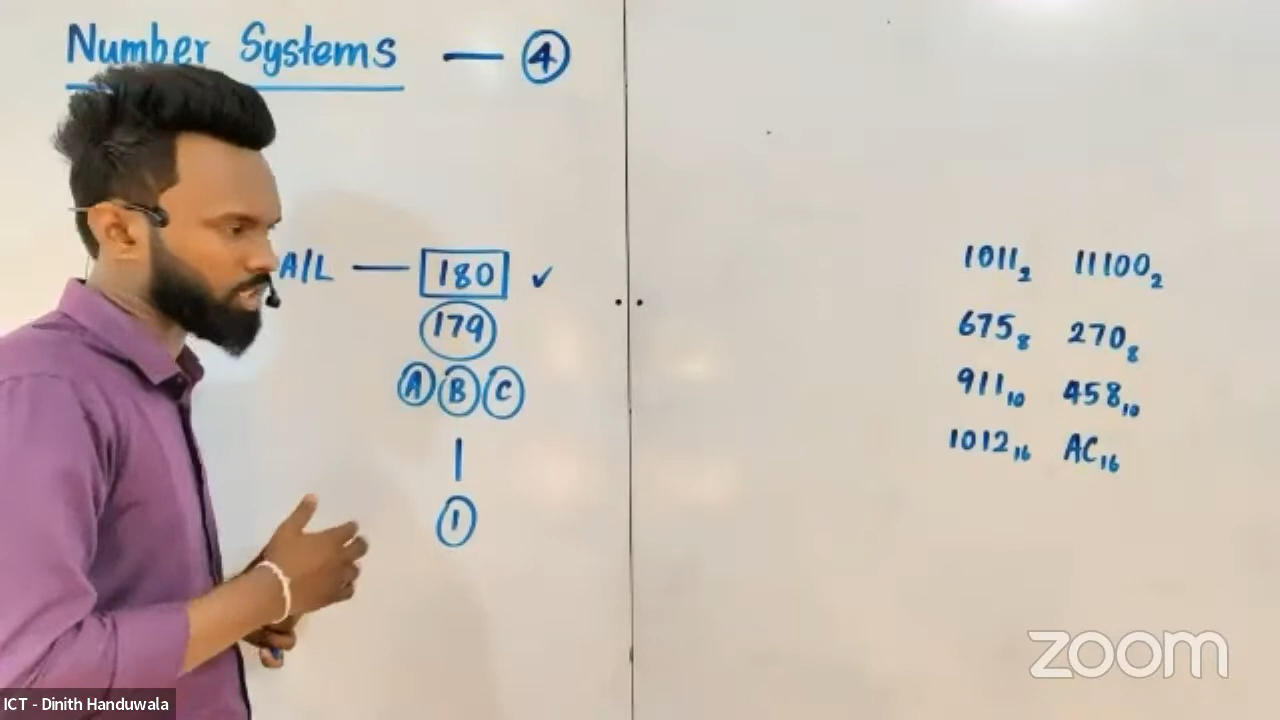 Number Systems — ④
A/L — 180 ✓
179
A B C
1
1011₂ 11100₂
675₈ 270₈
911₁₀ 458₁₀
1012₁₆ AC₁₆
zoom
ICT - Dinith Handuwala